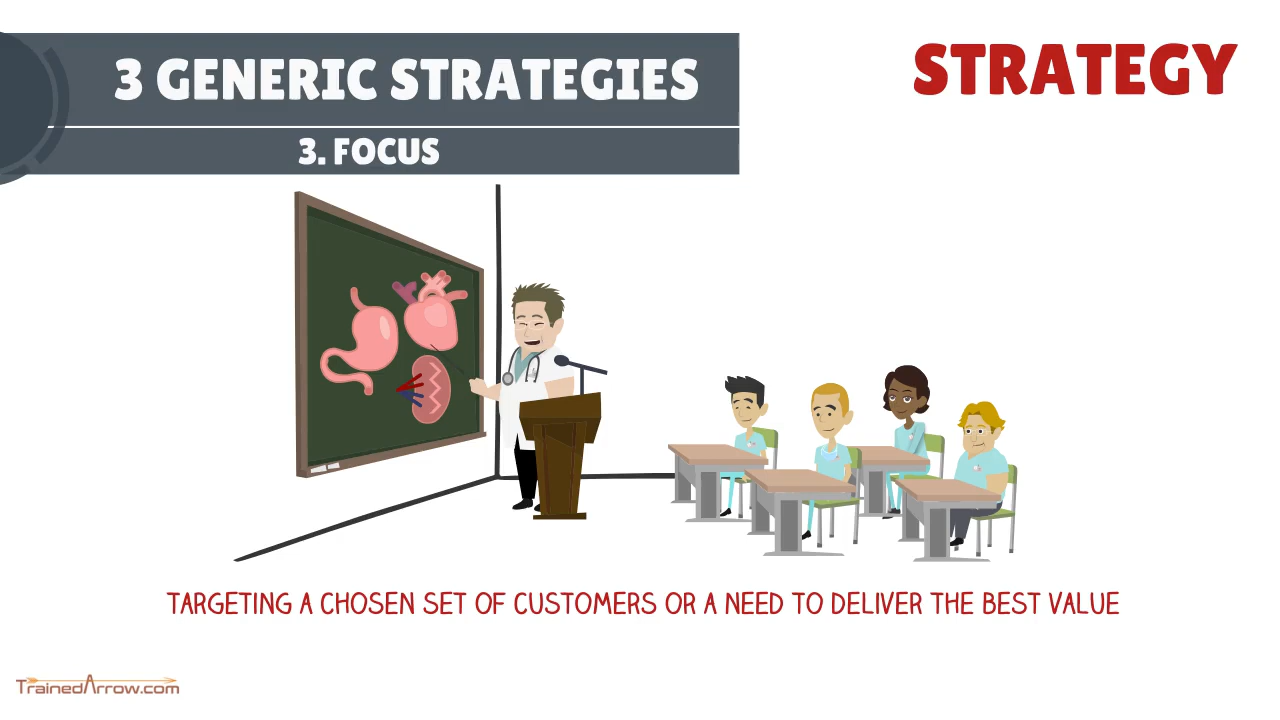 3 GENERIC STRATEGIES
STRATEGY
3. FOCUS
TARGETING A CHOSEN SET OF CUSTOMERS OR A NEED TO DELIVER THE BEST VALUE
TrainedArrow.com